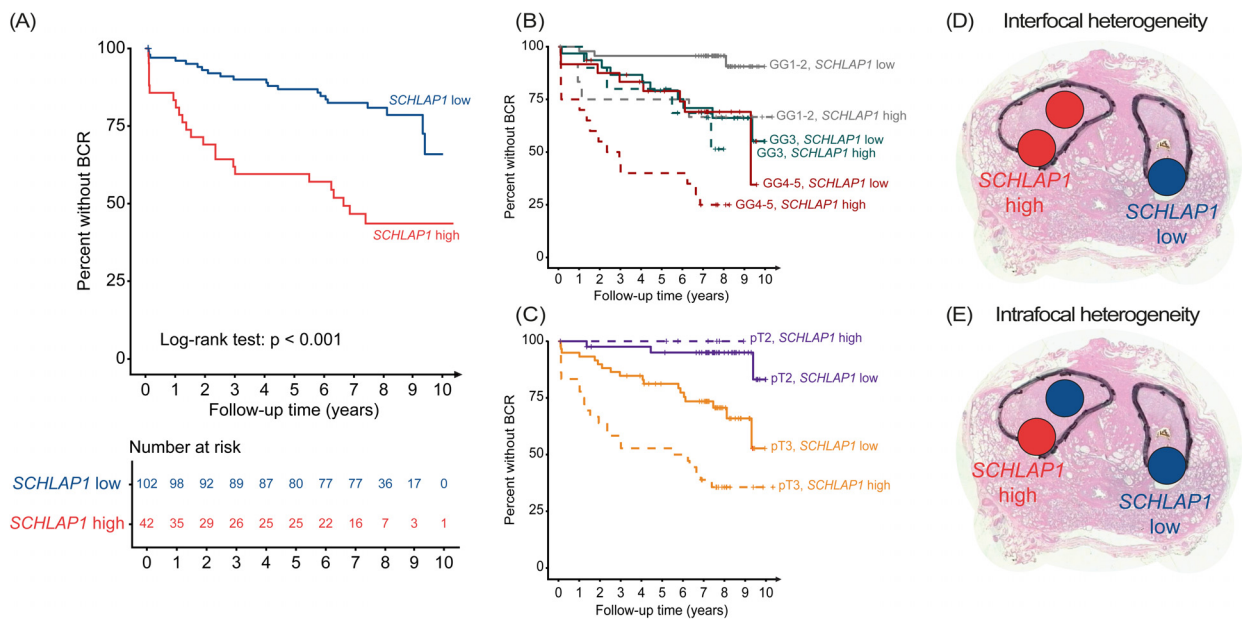 (A)
Percent without BCR
100
75
50
25
0
SCHLAP1 low
SCHLAP1 high
Log-rank test: p < 0.001
0 1 2 3 4 5 6 7 8 9 10
Follow-up time (years)
Number at risk
SCHLAP1 low 102 98 92 89 87 80 77 77 36 17 0
SCHLAP1 high 42 35 29 26 25 25 22 16 7 3 1
0 1 2 3 4 5 6 7 8 9 10
(B)
Percent without BCR
100
75
50
25
0
GG1-2, SCHLAP1 low
GG1-2, SCHLAP1 high
GG3, SCHLAP1 low
GG3, SCHLAP1 high
GG4-5, SCHLAP1 low
GG4-5, SCHLAP1 high
0 1 2 3 4 5 6 7 8 9 10
Follow-up time (years)
(C)
Percent without BCR
100
75
50
25
0
pT2, SCHLAP1 high
pT2, SCHLAP1 low
pT3, SCHLAP1 low
pT3, SCHLAP1 high
0 1 2 3 4 5 6 7 8 9 10
Follow-up time (years)
(D) Interfocal heterogeneity
SCHLAP1
high
SCHLAP1
low
(E) Intrafocal heterogeneity
SCHLAP1
high
SCHLAP1
low